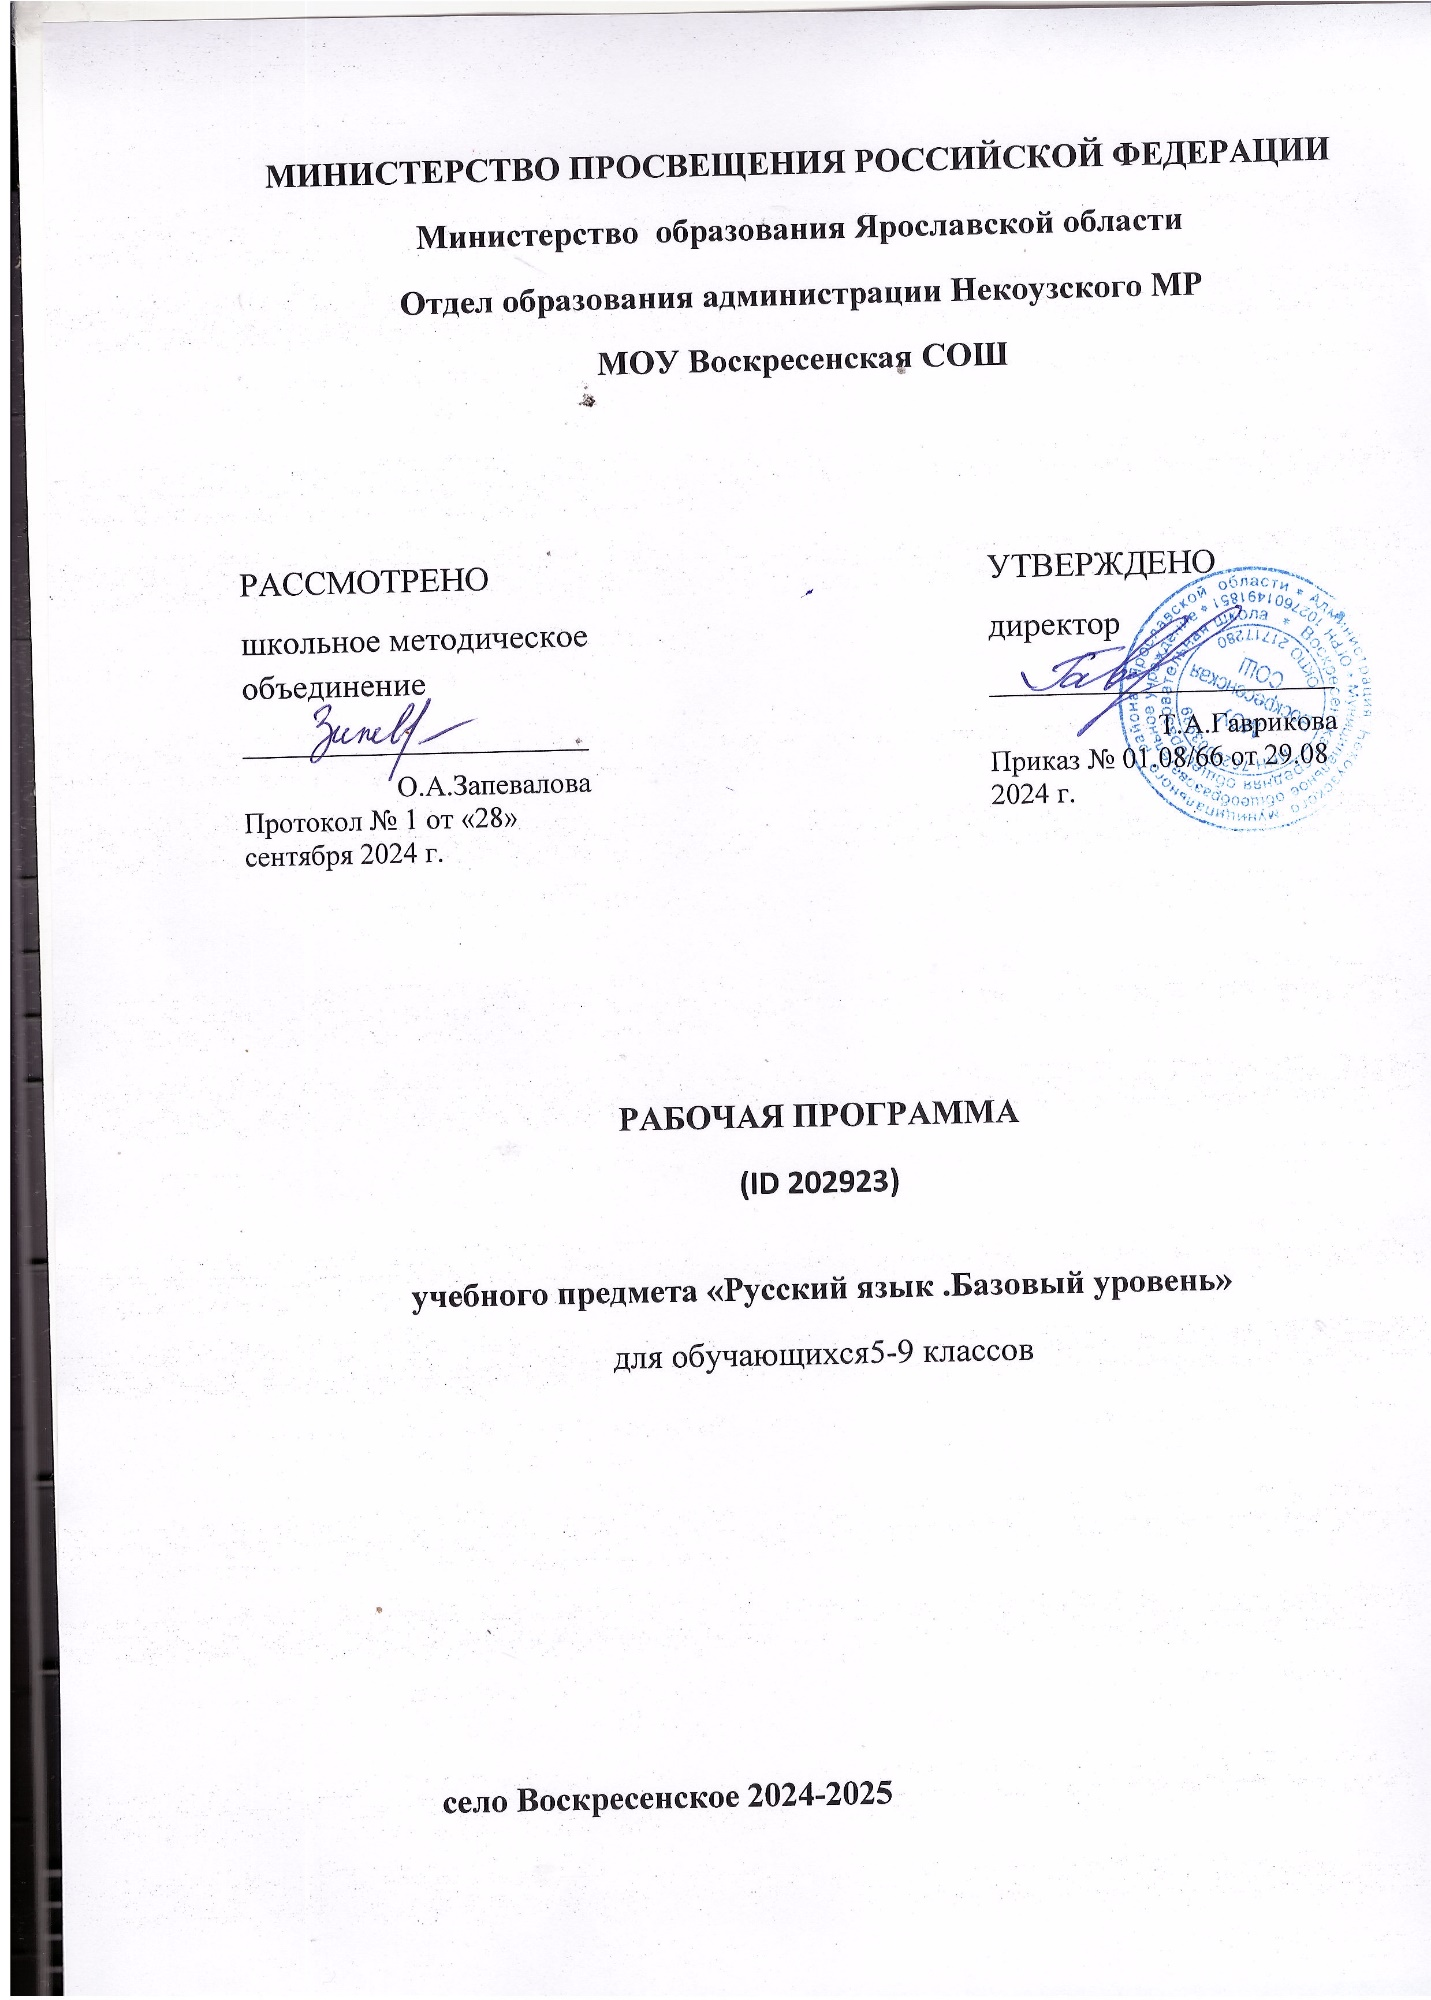 МИНИСТЕРСТВО ПРОСВЕЩЕНИЯ РОССИЙСКОЙ ФЕДЕРАЦИИ
Министерство образования Ярославской области
Отдел образования администрации Некоузского МР
МОУ Воскресенская СОШ
РАССМОТРЕНО
школьное методическое
объединение
О.А.Запевалова
Протокол № 1 от «28»
сентября 2024 г.
УТВЕРЖДЕНО
директор
Т.А.Гаврикова
Приказ № 01.08/66 от 29.08
2024 г.
РАБОЧАЯ ПРОГРАММА
(ID 202923)
учебного предмета «Русский язык .Базовый уровень»
для обучающихся5-9 классов
село Воскресенское 2024-2025